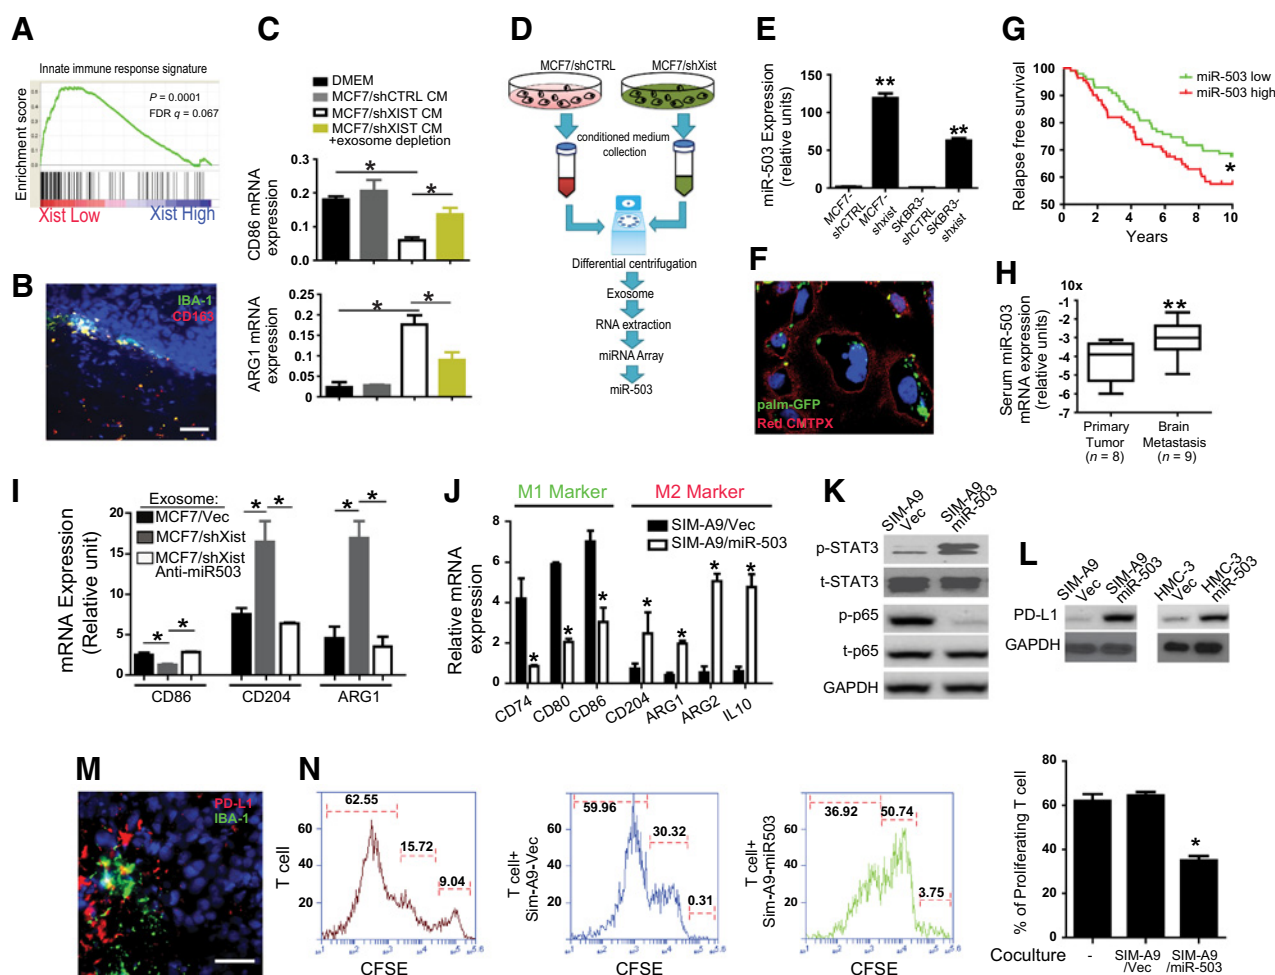 A
Innate immune response signature
Enrichment score
P = 0.0001
FDR q = 0.067
Xist Low
Xist High
B
IBA-1
CD163
C
DMEM
MCF7/shCTRL CM
MCF7/shXIST CM
MCF7/shXIST CM
+exosome depletion
CD86 mRNA
expression
0.3
0.2
0.1
0.0
*
*
ARG1 mRNA
expression
0.25
0.2
0.15
0.1
0.05
0
*
*
D
MCF7/shCTRL
MCF7/shXist
conditioned medium
collection
Differential centrifugation
Exosome
RNA extraction
miRNA Array
miR-503
E
miR-503 Expression
(relative units)
150
100
50
0
**
**
MCF7-
shCTRL
MCF7-
shxist
SKBR3-
shCTRL
SKBR3-
shxist
F
palm-GFP
Red CMTPX
G
Relapse free survival
100
90
80
70
60
50
miR-503 low
miR-503 high
*
0 2 4 6 8 10
Years
H
10x
Serum miR-503
mRNA expression
(relative units)
-1
-2
-3
-4
-5
-6
-7
**
Primary
Tumor
(n = 8)
Brain
Metastasis
(n = 9)
I
mRNA Expression
(Relative unit)
Exosome:
MCF7/Vec
MCF7/shXist
MCF7/shXist
Anti-miR503
20
15
10
5
0
* *
* *
* *
CD86 CD204 ARG1
J
M1 Marker
M2 Marker
SIM-A9/Vec
SIM-A9/miR-503
Relative mRNA
expression
8
6
4
2
0
* * * * * * *
CD74 CD80 CD86 CD204 ARG1 ARG2 IL10
K
SIM-A9
Vec
SIM-A9
miR-503
p-STAT3
t-STAT3
p-p65
t-p65
GAPDH
L
SIM-A9
Vec
SIM-A9
miR-503
HMC-3
Vec
HMC-3
miR-503
PD-L1
GAPDH
M
PD-L1
IBA-1
N
T cell
60
40
20
62.55
15.72
9.04
CFSE
T cell+
Sim-A9-Vec
60
40
20
59.96
30.32
0.31
CFSE
T cell+
Sim-A9-miR503
60
40
20
36.92
50.74
3.75
CFSE
% of Proliferating T cell
80
60
40
20
0
*
Coculture
-
SIM-A9
/Vec
SIM-A9
/miR-503